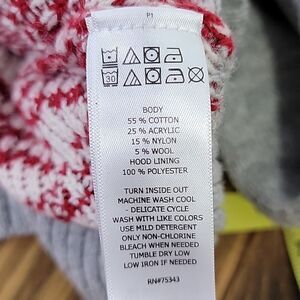 P1
30
BODY
55 % COTTON
25 % ACRYLIC
15 % NYLON
5 % WOOL
HOOD LINING
100 % POLYESTER
TURN INSIDE OUT
MACHINE WASH COOL
- DELICATE CYCLE
WASH WITH LIKE COLORS
USE MILD DETERGENT
ONLY NON-CHLORINE
BLEACH WHEN NEEDED
TUMBLE DRY LOW
LOW IRON IF NEEDED
RN#75343